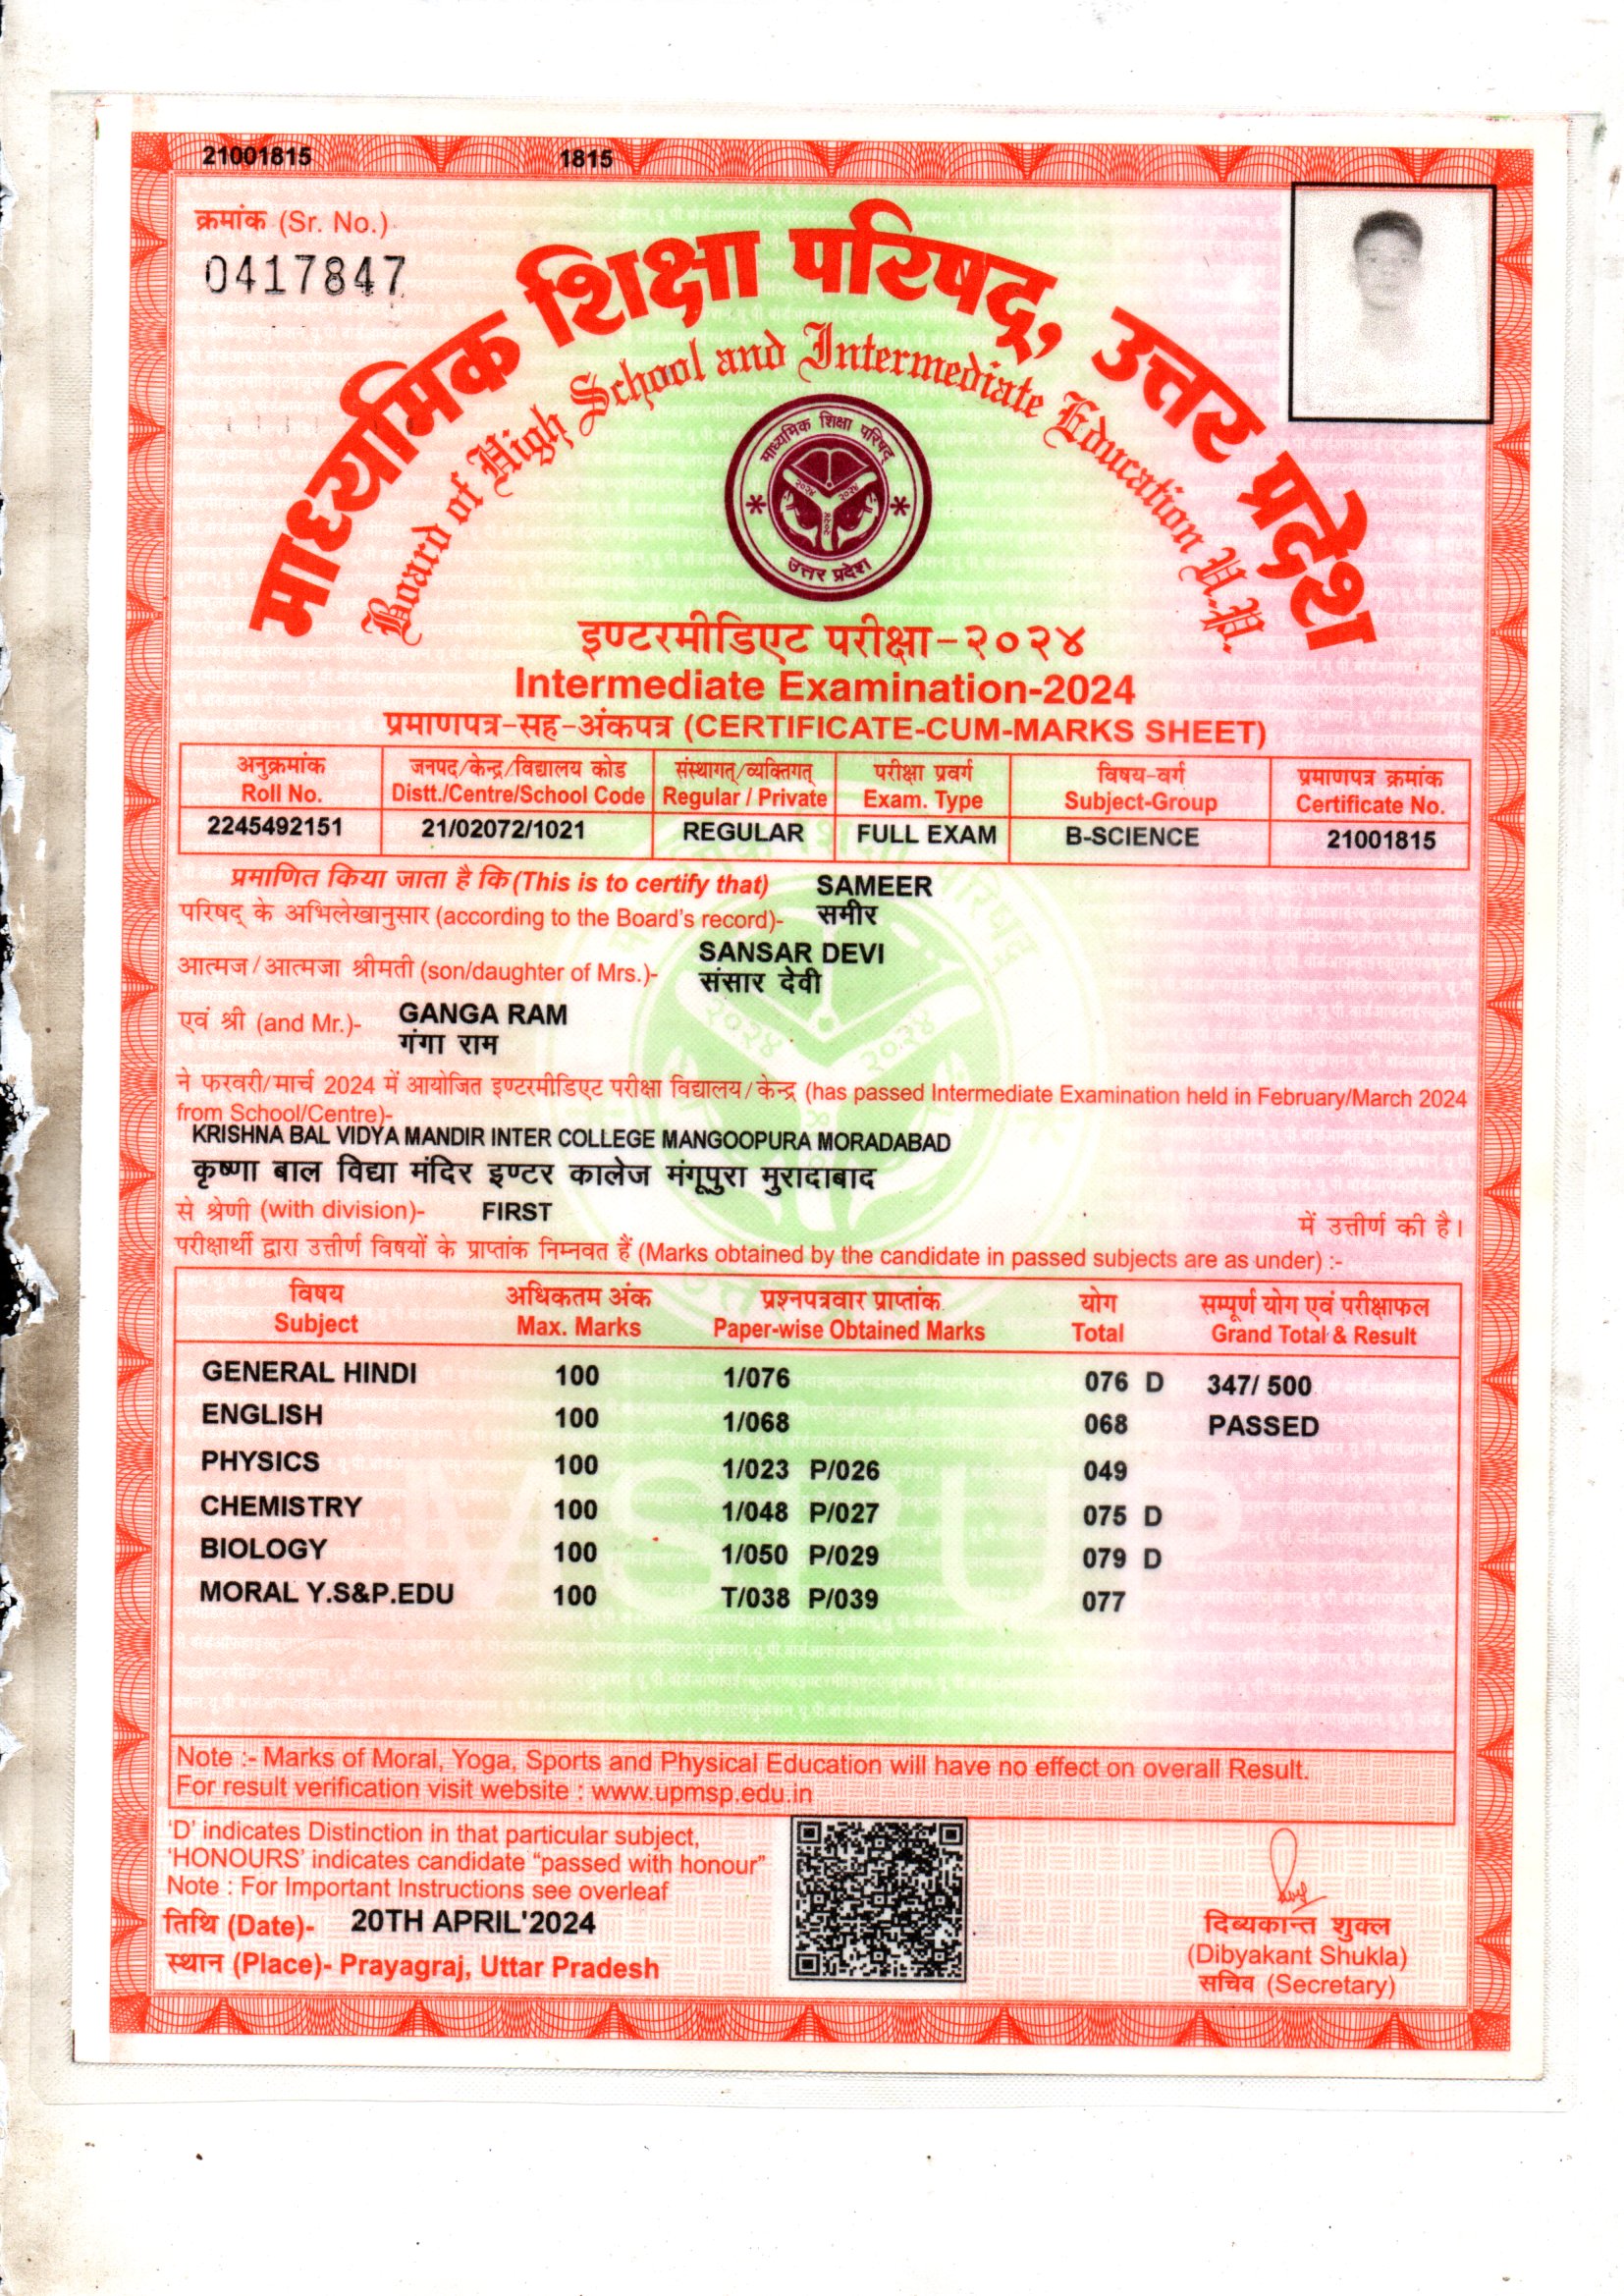 21001815 1815
क्रमांक (Sr. No.)
0417847
माध्यमिक शिक्षा परिषद्, उत्तर प्रदेश
Board of High School and Intermediate Education U.P.
माध्यमिक शिक्षा परिषद्
२०२४ २०२४
२०२४
उत्तर प्रदेश
इण्टरमीडिएट परीक्षा-२०२४
Intermediate Examination-2024
प्रमाणपत्र-सह-अंकपत्र (CERTIFICATE-CUM-MARKS SHEET)
अनुक्रमांक जनपद/केन्द्र/विद्यालय कोड संस्थागत्/व्यक्तिगत् परीक्षा प्रवर्ग विषय-वर्ग प्रमाणपत्र क्रमांक
Roll No. Distt./Centre/School Code Regular / Private Exam. Type Subject-Group Certificate No.
2245492151 21/02072/1021 REGULAR FULL EXAM B-SCIENCE 21001815
प्रमाणित किया जाता है कि (This is to certify that) SAMEER
परिषद् के अभिलेखानुसार (according to the Board's record)- समीर
SANSAR DEVI
आत्मज/आत्मजा श्रीमती (son/daughter of Mrs.)- संसार देवी
GANGA RAM
एवं श्री (and Mr.)- गंगा राम
ने फरवरी/मार्च 2024 में आयोजित इण्टरमीडिएट परीक्षा विद्यालय/केन्द्र (has passed Intermediate Examination held in February/March 2024
from School/Centre)-
KRISHNA BAL VIDYA MANDIR INTER COLLEGE MANGOOPURA MORADABAD
कृष्णा बाल विद्या मंदिर इण्टर कालेज मंगूपुरा मुरादाबाद
से श्रेणी (with division)- FIRST में उत्तीर्ण की है।
परीक्षार्थी द्वारा उत्तीर्ण विषयों के प्राप्तांक निम्नवत हैं (Marks obtained by the candidate in passed subjects are as under) :-
विषय अधिकतम अंक प्रश्नपत्रवार प्राप्तांक योग सम्पूर्ण योग एवं परीक्षाफल
Subject Max. Marks Paper-wise Obtained Marks Total Grand Total & Result
GENERAL HINDI 100 1/076 076 D 347/ 500
ENGLISH 100 1/068 068 PASSED
PHYSICS 100 1/023 P/026 049
CHEMISTRY 100 1/048 P/027 075 D
BIOLOGY 100 1/050 P/029 079 D
MORAL Y.S&P.EDU 100 T/038 P/039 077
Note :- Marks of Moral, Yoga, Sports and Physical Education will have no effect on overall Result.
For result verification visit website : www.upmsp.edu.in
'D' indicates Distinction in that particular subject,
'HONOURS' indicates candidate "passed with honour"
Note : For Important Instructions see overleaf
तिथि (Date)- 20TH APRIL'2024
स्थान (Place)- Prayagraj, Uttar Pradesh
दिब्यकान्त शुक्ल
(Dibyakant Shukla)
सचिव (Secretary)